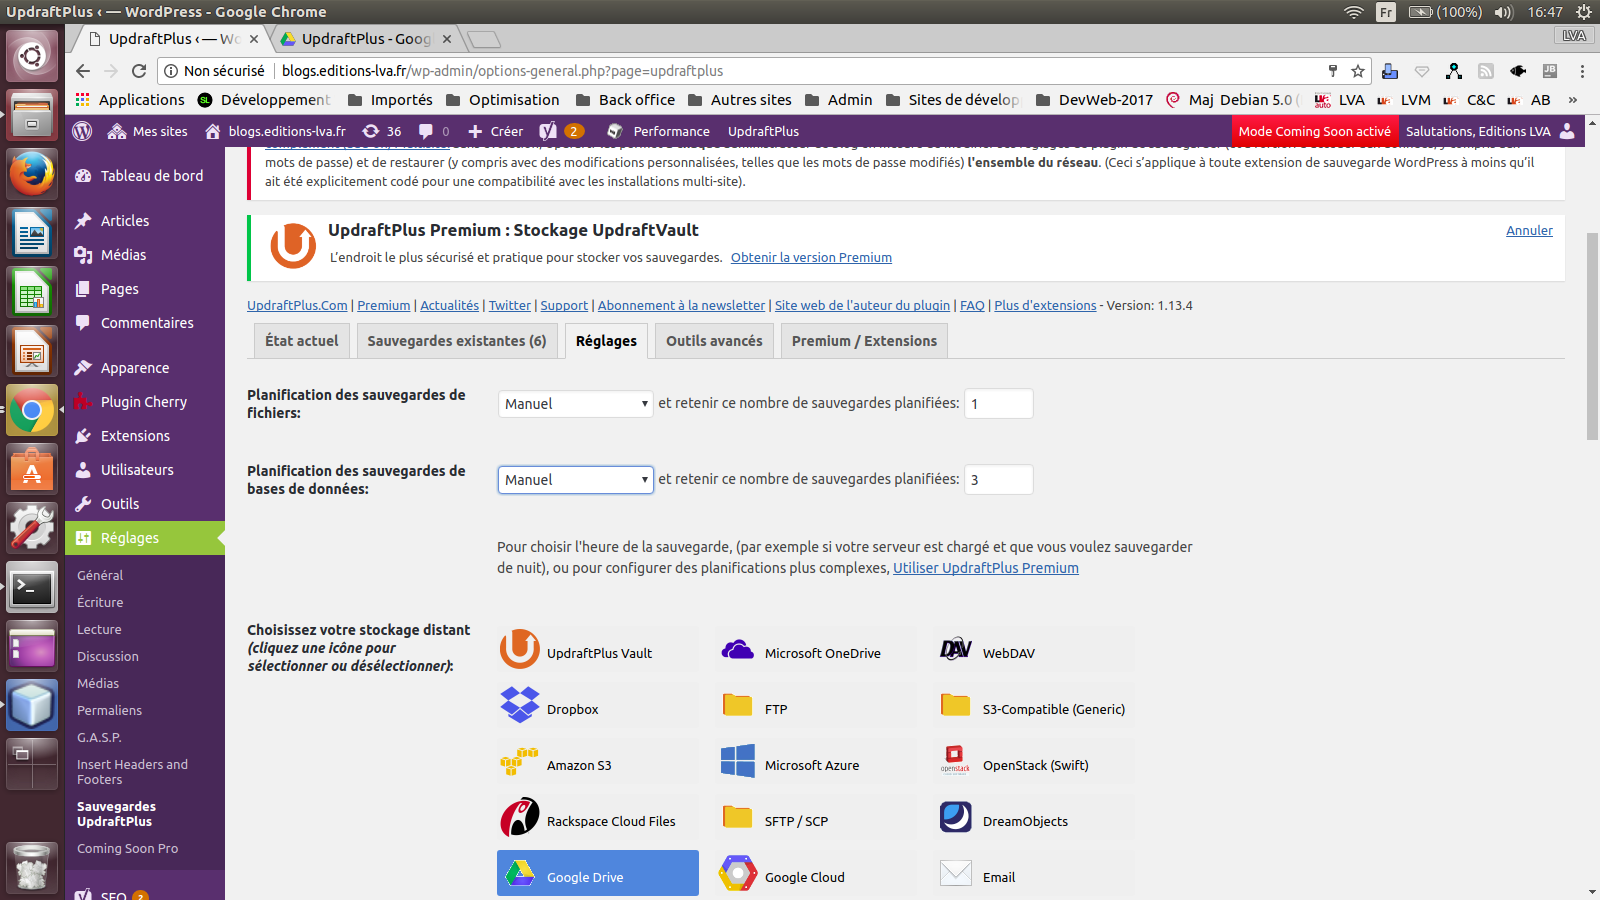 UpdraftPlus ‹ — WordPress - Google Chrome
Fr (100%) 16:47
UpdraftPlus ‹ — Wo
UpdraftPlus - Goog
LVA
Non sécurisé blogs.editions-lva.fr/wp-admin/options-general.php?page=updraftplus
Applications Développement Importés Optimisation Back office Autres sites Admin Sites de dévelop DevWeb-2017 Maj Debian 5.0 ( LVA LVM C&C AB »
Mes sites blogs.editions-lva.fr 36 0 Créer 2 Performance UpdraftPlus Mode Coming Soon activé Salutations, Editions LVA
mots de passe) et de restaurer (y compris avec des modifications personnalisées, telles que les mots de passe modifiés) l'ensemble du réseau. (Ceci s’applique à toute extension de sauvegarde WordPress à moins qu’il
ait été explicitement codé pour une compatibilité avec les installations multi-site).
UpdraftPlus Premium : Stockage UpdraftVault
Annuler
L’endroit le plus sécurisé et pratique pour stocker vos sauvegardes. Obtenir la version Premium
UpdraftPlus.Com | Premium | Actualités | Twitter | Support | Abonnement à la newsletter | Site web de l'auteur du plugin | FAQ | Plus d'extensions - Version: 1.13.4
État actuel
Sauvegardes existantes (6)
Réglages
Outils avancés
Premium / Extensions
Planification des sauvegardes de
fichiers:
Manuel et retenir ce nombre de sauvegardes planifiées: 1
Planification des sauvegardes de
bases de données:
Manuel et retenir ce nombre de sauvegardes planifiées: 3
Pour choisir l'heure de la sauvegarde, (par exemple si votre serveur est chargé et que vous voulez sauvegarder
de nuit), ou pour configurer des planifications plus complexes, Utiliser UpdraftPlus Premium
Choisissez votre stockage distant
(cliquez une icône pour
sélectionner ou désélectionner):
UpdraftPlus Vault
Microsoft OneDrive
DAV
WebDAV
Dropbox
FTP
S3-Compatible (Generic)
Amazon S3
Microsoft Azure
openstack
OpenStack (Swift)
Rackspace Cloud Files
SFTP / SCP
DreamObjects
Google Drive
Google Cloud
Email
Tableau de bord
Articles
Médias
Pages
Commentaires
Apparence
Plugin Cherry
Extensions
Utilisateurs
Outils
Réglages
Général
Écriture
Lecture
Discussion
Médias
Permaliens
G.A.S.P.
Insert Headers and
Footers
Sauvegardes
UpdraftPlus
Coming Soon Pro
SEO 2